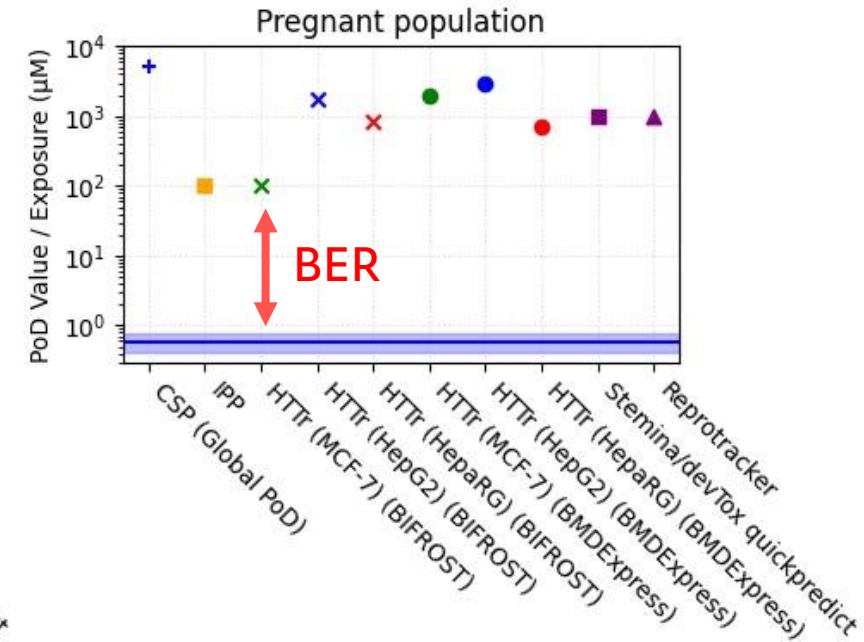 Pregnant population
PoD Value / Exposure (µM)
10⁴
10³
10²
10¹
10⁰
BER
CSP (Global PoD)
IPP
HTTr (MCF-7) (BIFROST)
HTTr (HepG2) (BIFROST)
HTTr (HepaRG) (BIFROST)
HTTr (MCF-7) (BMDExpress)
HTTr (HepG2) (BMDExpress)
HTTr (HepaRG) (BMDExpress)
Stemina/devTox quickpredict
Reprotracker